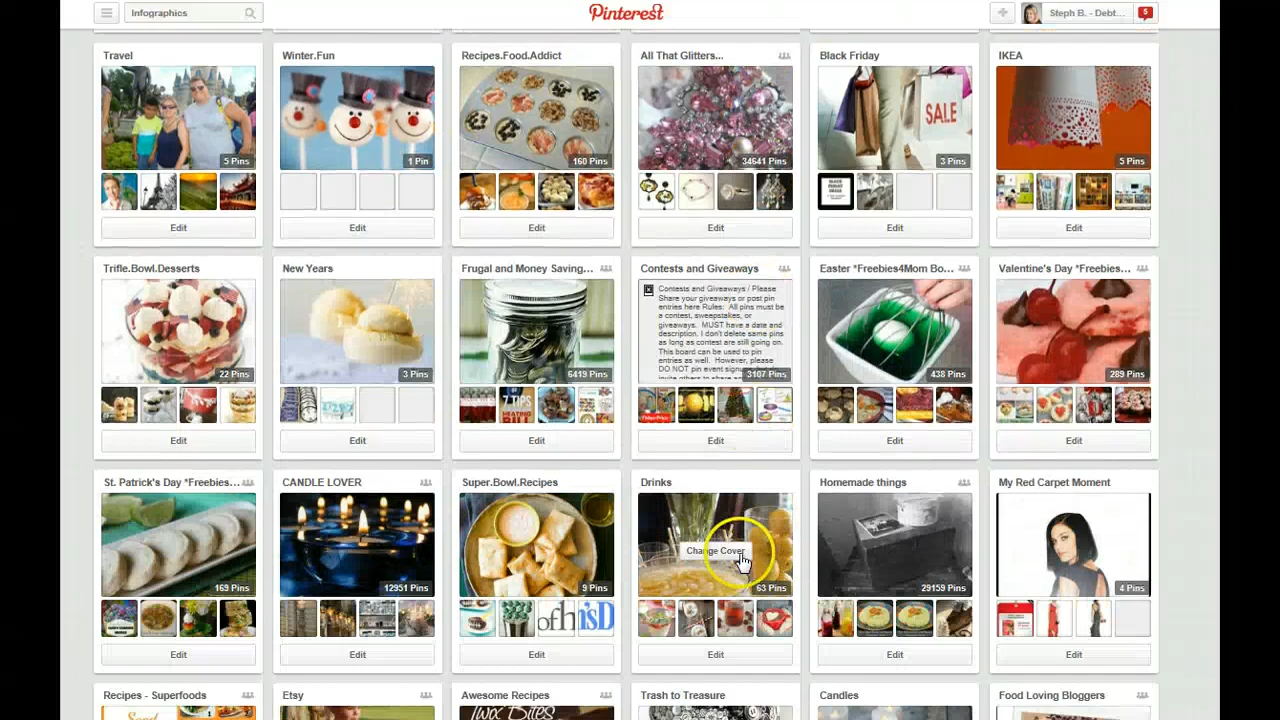 Infographics
Pinterest
Steph B. - Debt...
5
Travel
Winter.Fun
Recipes.Food.Addict
All That Glitters...
Black Friday
IKEA
SALE
5 Pins
1 Pin
160 Pins
34641 Pins
3 Pins
5 Pins
Edit
Edit
Edit
Edit
Edit
Edit
Trifle.Bowl.Desserts
New Years
Frugal and Money Saving...
Contests and Giveaways
Easter *Freebies4Mom Bo...
Valentine's Day *Freebies...
Contests and Giveaways / Please
Share your giveaways or post pin
entries here Rules: All pins must be
a contest, sweepstakes, or
giveaways. MUST have a date and
description. I don't delete same pins
as long as contest are still going on.
This board can be used to pin
entries as well. However, please
DO NOT pin event signu
22 Pins
3 Pins
6419 Pins
3107 Pins
438 Pins
289 Pins
7 TIPS
HEATING
BILL
Fisher-Price
Edit
Edit
Edit
Edit
Edit
Edit
St. Patrick's Day *Freebies...
CANDLE LOVER
Super.Bowl.Recipes
Drinks
Homemade things
My Red Carpet Moment
Change Cover
169 Pins
12951 Pins
9 Pins
63 Pins
29159 Pins
4 Pins
Edit
Edit
Edit
Edit
Edit
Edit
Recipes - Superfoods
Etsy
Awesome Recipes
Trash to Treasure
Candles
Food Loving Bloggers
Two Bites